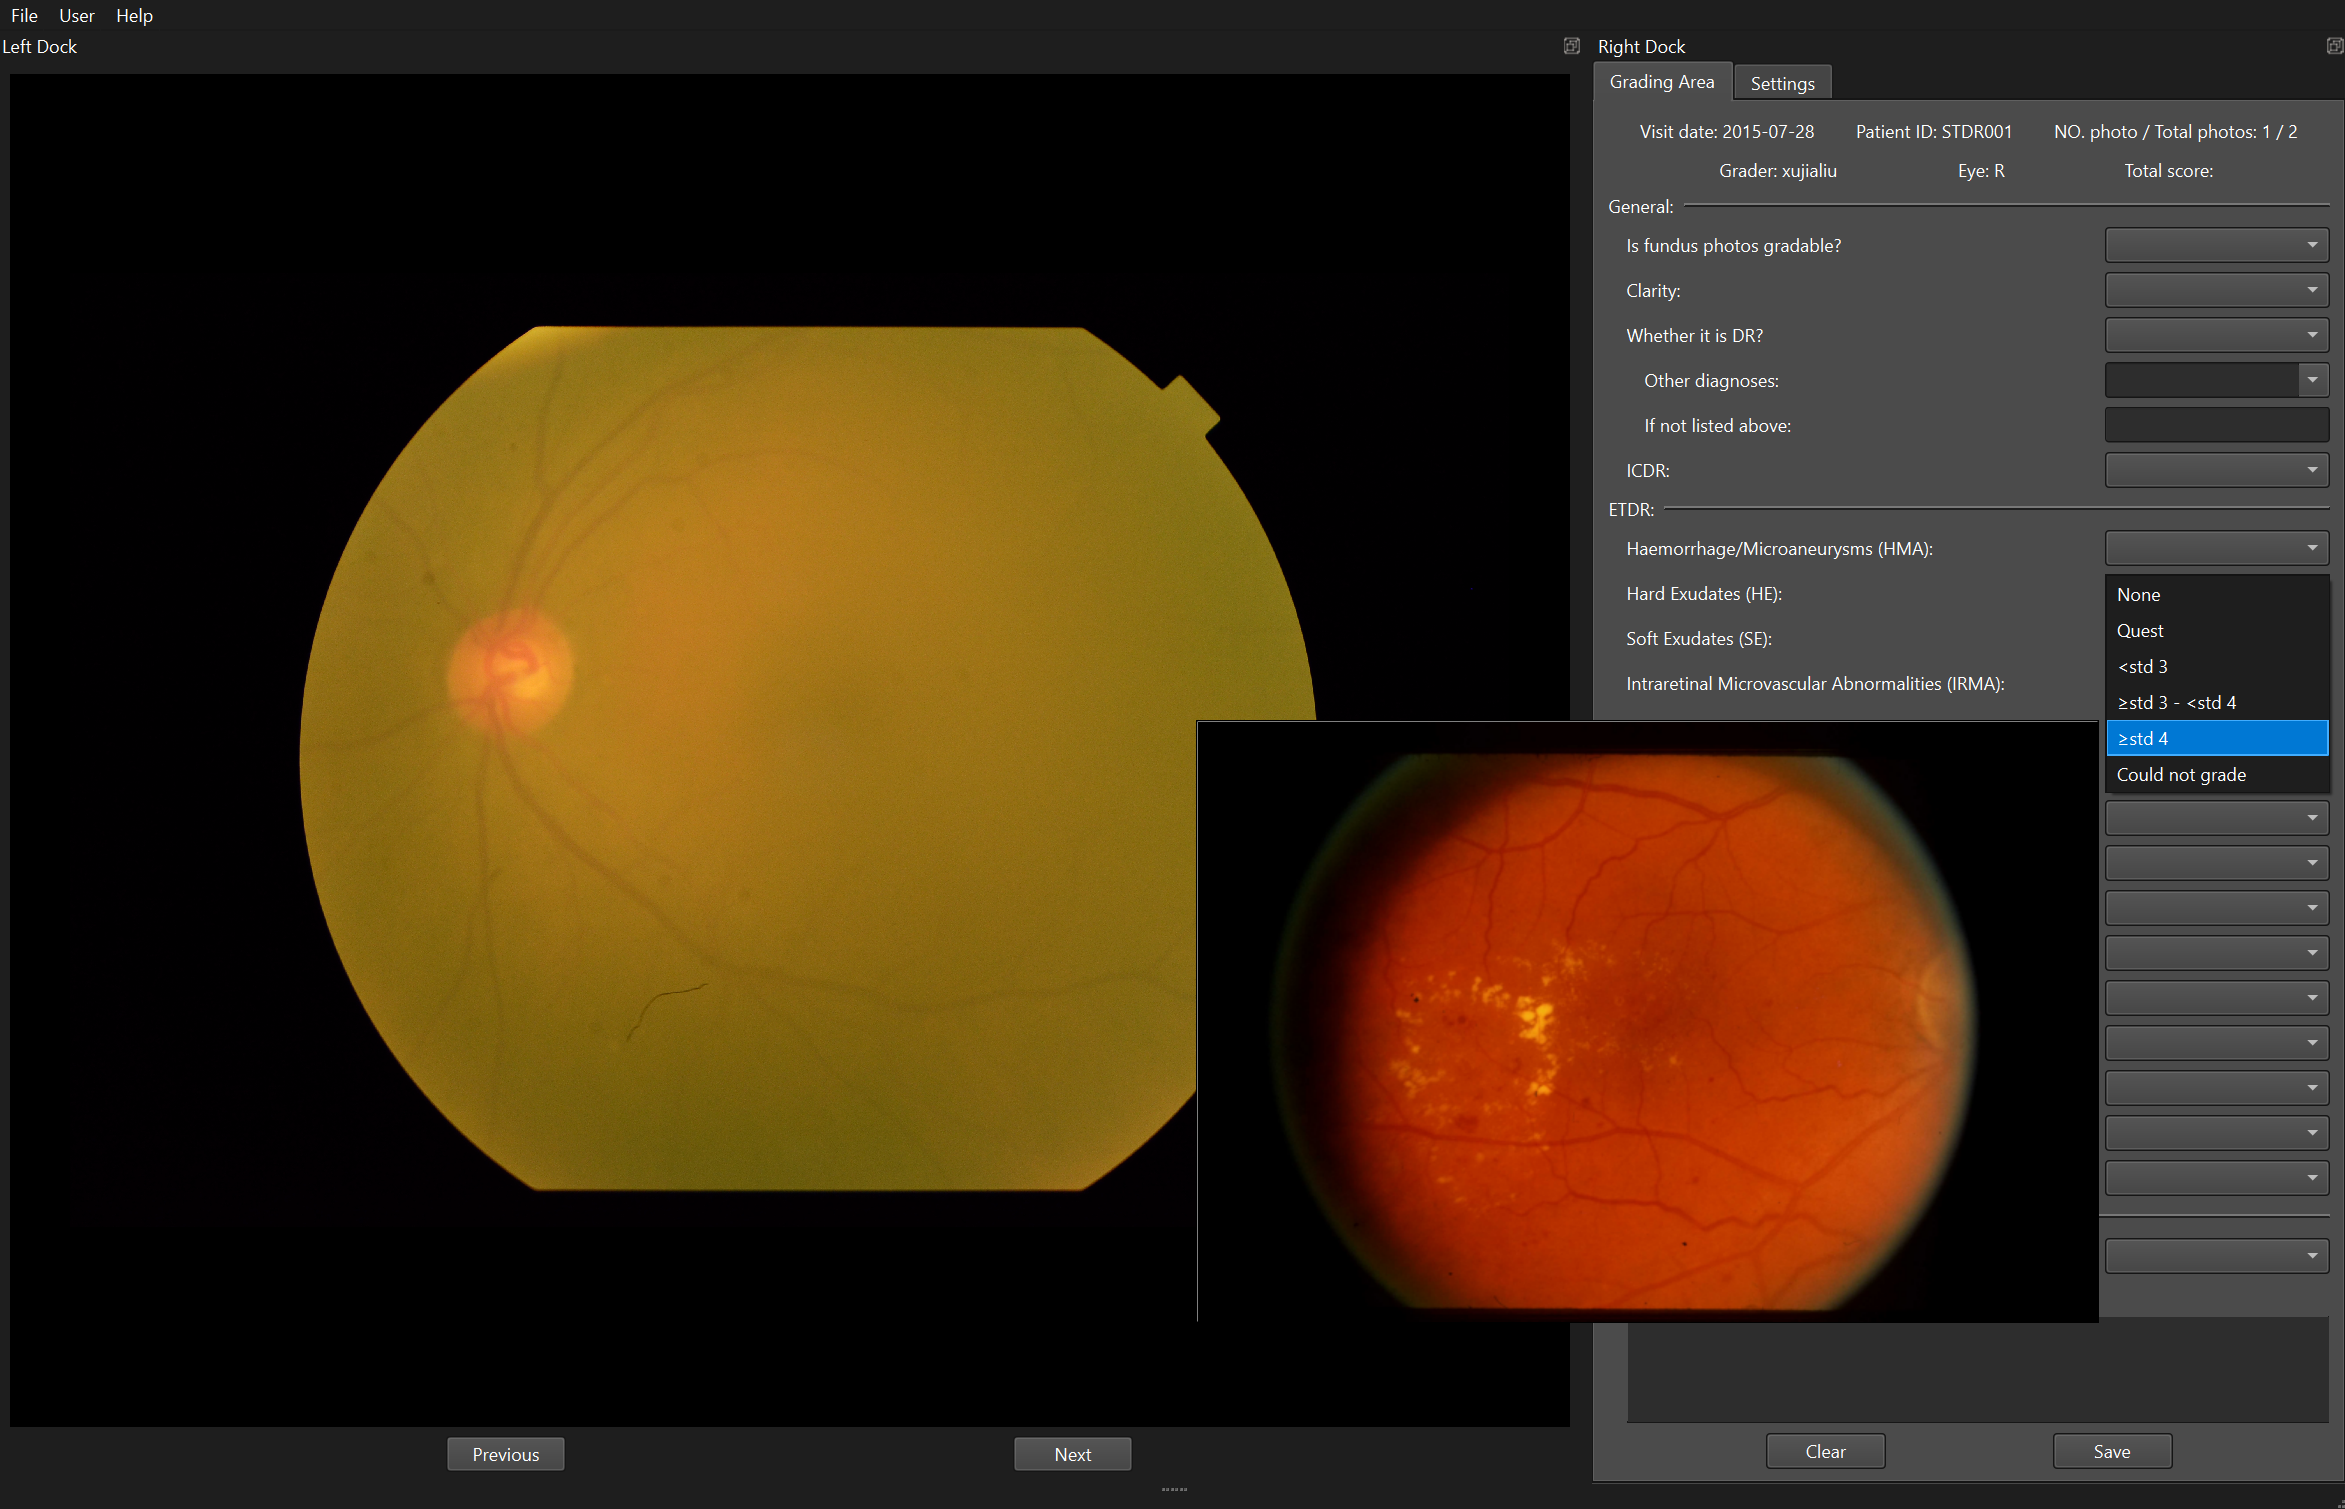 File User Help
Left Dock
Right Dock
Grading Area Settings
Visit date: 2015-07-28 Patient ID: STDR001 NO. photo / Total photos: 1 / 2
Grader: xujialiu Eye: R Total score:
General:
Is fundus photos gradable?
Clarity:
Whether it is DR?
Other diagnoses:
If not listed above:
ICDR:
ETDR:
Haemorrhage/Microaneurysms (HMA):
Hard Exudates (HE):
Soft Exudates (SE):
Intraretinal Microvascular Abnormalities (IRMA):
None
Quest
<std 3
≥std 3 - <std 4
≥std 4
Could not grade
Previous Next
Clear Save